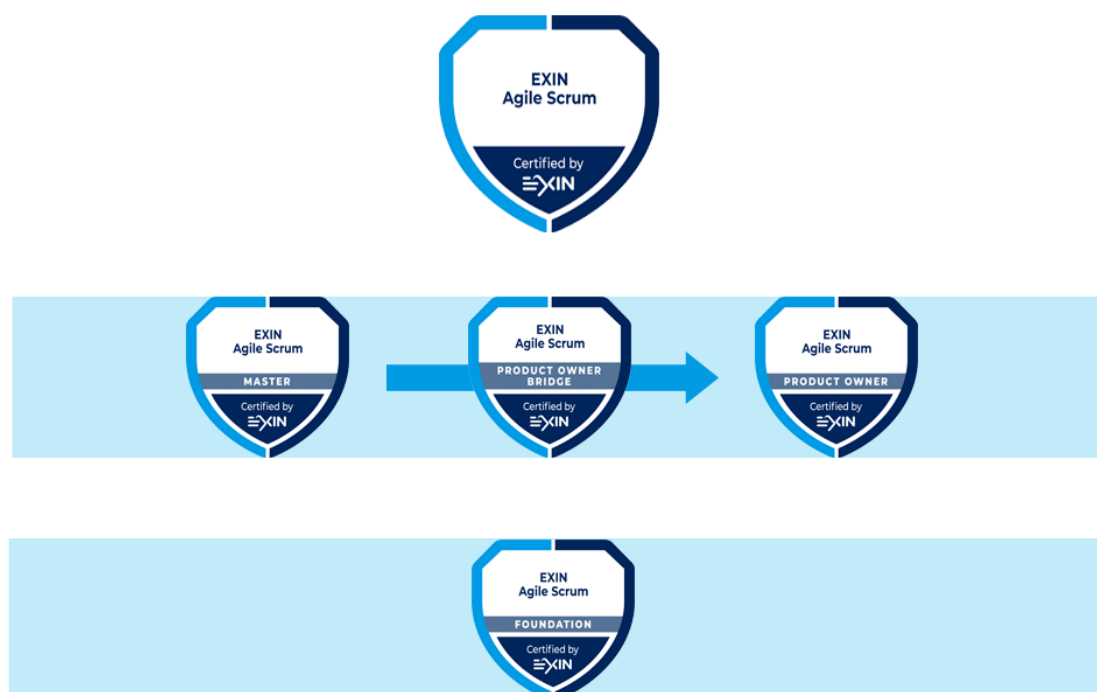 EXIN
Agile Scrum
Certified by
EXIN
EXIN
Agile Scrum
MASTER
Certified by
EXIN
EXIN
Agile Scrum
PRODUCT OWNER
BRIDGE
Certified by
EXIN
EXIN
Agile Scrum
PRODUCT OWNER
Certified by
EXIN
EXIN
Agile Scrum
FOUNDATION
Certified by
EXIN